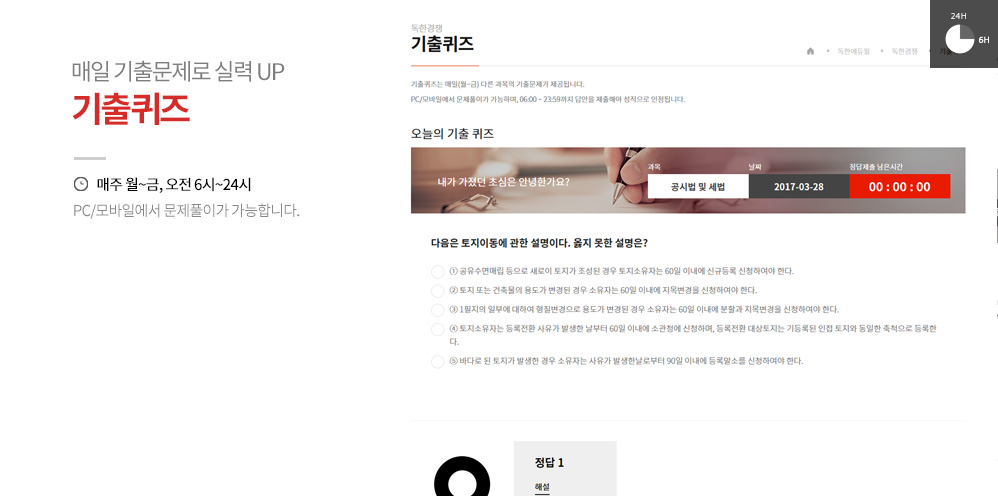 매일 기출문제로 실력 UP
기출퀴즈
매주 월~금, 오전 6시~24시
PC/모바일에서 문제풀이가 가능합니다.
24H
6H
독한경쟁
기출퀴즈
독한에듀윌 • 독한경쟁 •
기출퀴즈는 매일(월~금) 다른 과목의 기출문제가 제공됩니다.
PC/모바일에서 문제풀이가 가능하며, 06:00 ~ 23:59까지 답안을 제출해야 성적으로 인정됩니다.
오늘의 기출 퀴즈
내가 가졌던 초심은 안녕한가요?
과목 날짜 정답제출 남은시간
공시법 및 세법 2017-03-28 00 : 00 : 00
다음은 토지이동에 관한 설명이다. 옳지 못한 설명은?
① 공유수면매립 등으로 새로이 토지가 조성된 경우 토지소유자는 60일 이내에 신규등록 신청하여야 한다.
② 토지 또는 건축물의 용도가 변경된 경우 소유자는 60일 이내에 지목변경을 신청하여야 한다.
③ 1필지의 일부에 대하여 형질변경으로 용도가 변경된 경우 소유자는 60일 이내에 분할과 지목변경을 신청하여야 한다.
④ 토지소유자는 등록전환 사유가 발생한 날부터 60일 이내에 소관청에 신청하며, 등록전환 대상토지는 기등록된 인접 토지와 동일한 축척으로 등록한
다.
⑤ 바다로 된 토지가 발생한 경우 소유자는 사유가 발생한날로부터 90일 이내에 등록말소를 신청하여야 한다.
정답 1
해설